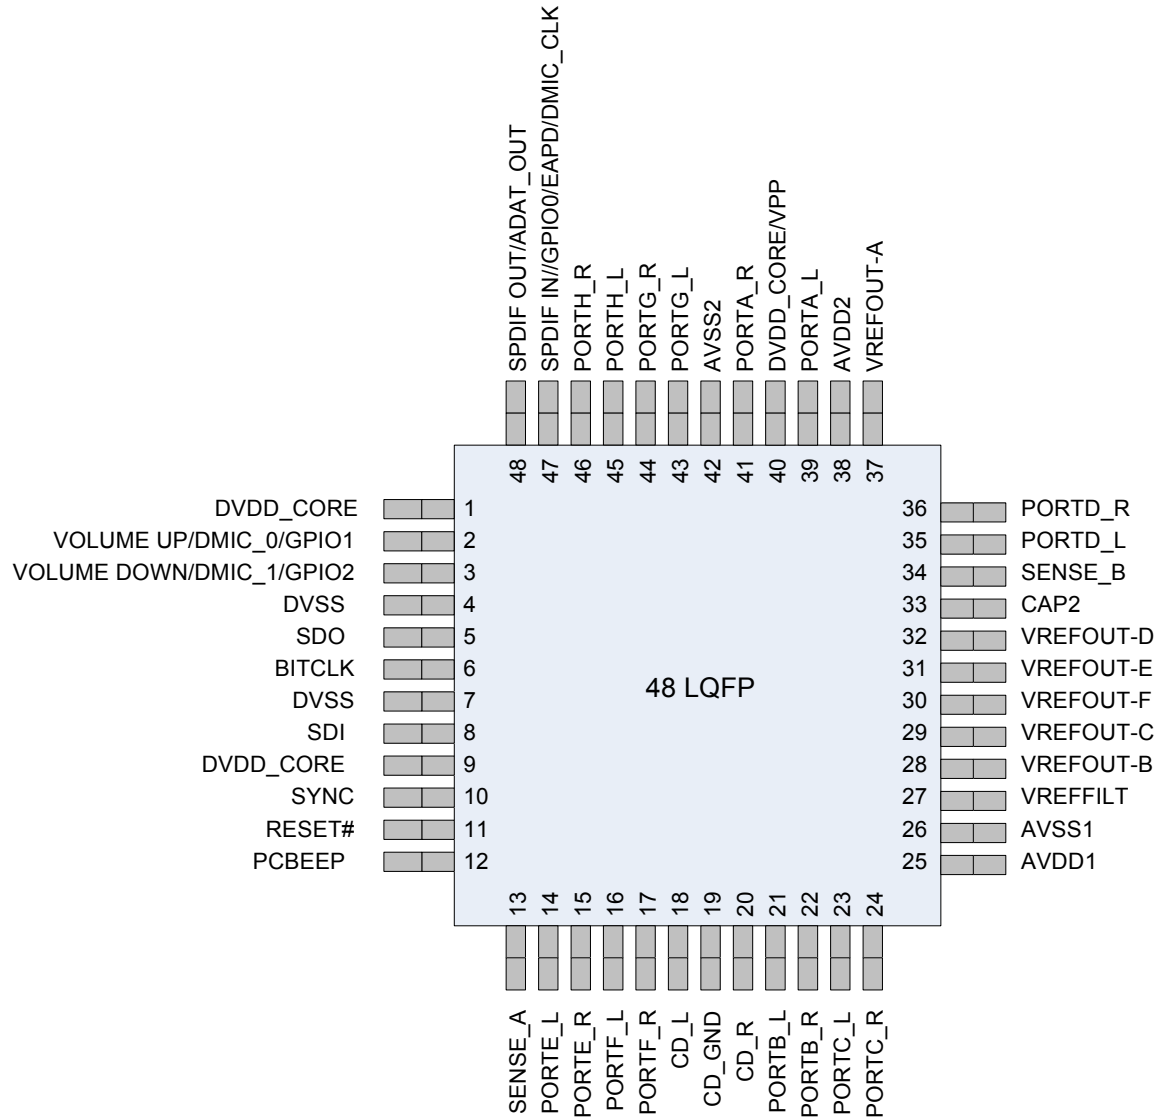 SPDIF OUT/ADAT_OUT
SPDIF IN//GPIO0/EAPD/DMIC_CLK
PORTH_R
PORTH_L
PORTG_R
PORTG_L
AVSS2
PORTA_R
DVDD_CORE/VPP
PORTA_L
AVDD2
VREFOUT-A
48
47
46
45
44
43
42
41
40
39
38
37
DVDD_CORE 1
VOLUME UP/DMIC_0/GPIO1 2
VOLUME DOWN/DMIC_1/GPIO2 3
DVSS 4
SDO 5
BITCLK 6
DVSS 7
SDI 8
DVDD_CORE 9
SYNC 10
RESET# 11
PCBEEP 12
48 LQFP
36 PORTD_R
35 PORTD_L
34 SENSE_B
33 CAP2
32 VREFOUT-D
31 VREFOUT-E
30 VREFOUT-F
29 VREFOUT-C
28 VREFOUT-B
27 VREFFILT
26 AVSS1
25 AVDD1
13
14
15
16
17
18
19
20
21
22
23
24
SENSE_A
PORTE_L
PORTE_R
PORTF_L
PORTF_R
CD_L
CD_GND
CD_R
PORTB_L
PORTB_R
PORTC_L
PORTC_R